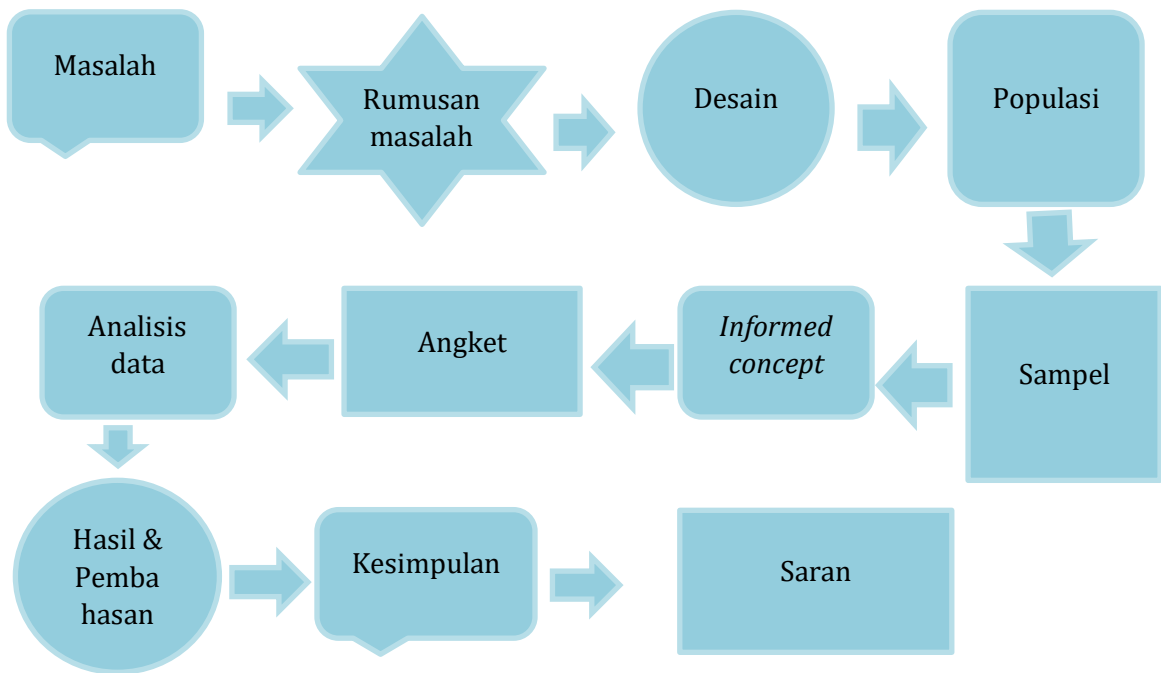 Masalah
Rumusan
masalah
Desain
Populasi
Sampel
Informed
concept
Angket
Analisis
data
Hasil &
Pemba
hasan
Kesimpulan
Saran